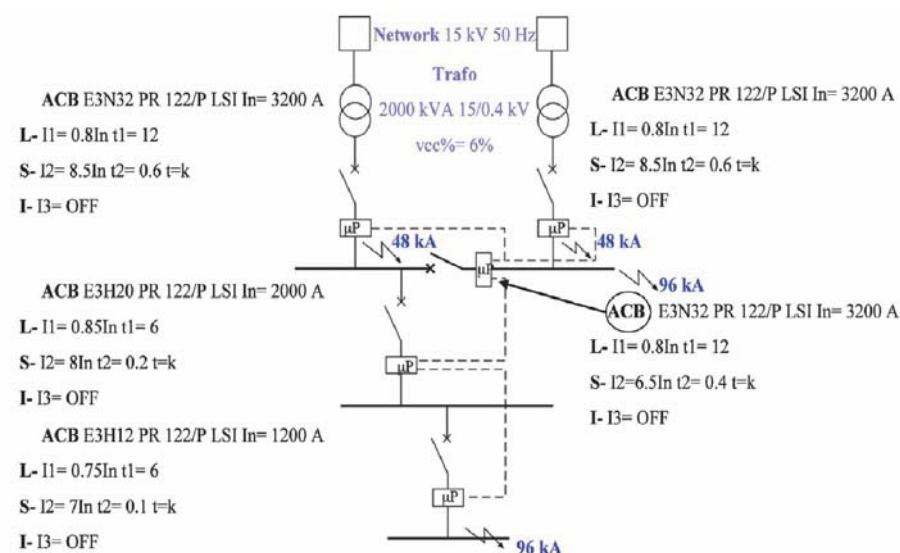 Network 15 kV 50 Hz
Trafo
2000 kVA 15/0.4 kV
vcc%= 6%
ACB E3N32 PR 122/P LSI In= 3200 A
L- I1= 0.8In t1= 12
S- I2= 8.5In t2= 0.6 t=k
I- I3= OFF
ACB E3N32 PR 122/P LSI In= 3200 A
L- I1= 0.8In t1= 12
S- I2= 8.5In t2= 0.6 t=k
I- I3= OFF
µP
48 kA
µP
48 kA
µP
96 kA
ACB E3H20 PR 122/P LSI In= 2000 A
L- I1= 0.85In t1= 6
S- I2= 8In t2= 0.2 t=k
I- I3= OFF
µP
ACB E3N32 PR 122/P LSI In= 3200 A
L- I1= 0.8In t1= 12
S- I2=6.5In t2= 0.4 t=k
I- I3= OFF
ACB E3H12 PR 122/P LSI In= 1200 A
L- I1= 0.75In t1= 6
S- I2= 7In t2= 0.1 t=k
I- I3= OFF
µP
96 kA